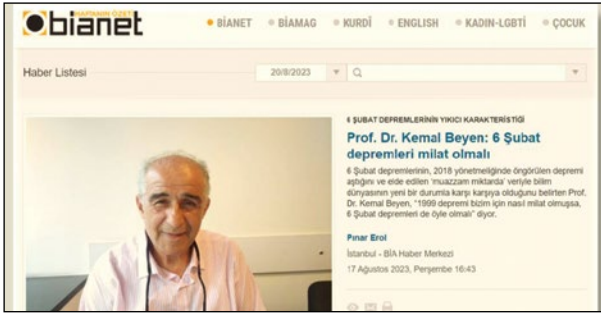 HAFTANIN ÖZETİ
bianet
BİANET BİAMAG KURDÎ ENGLISH KADIN-LGBTİ ÇOCUK
Haber Listesi
20/8/2023
6 ŞUBAT DEPREMLERİNİN YIKICI KARAKTERİSTİĞİ
Prof. Dr. Kemal Beyen: 6 Şubat
depremleri milat olmalı
6 Şubat depremlerinin, 2018 yönetmeliğinde öngörülen depremi
aştığını ve elde edilen 'muazzam miktarda' veriyle bilim
dünyasının yeni bir durumla karşı karşıya olduğunu belirten Prof.
Dr. Kemal Beyen, "1999 depremi bizim için nasıl milat olmuşsa,
6 Şubat depremleri de öyle olmalı" diyor.
Pınar Erol
İstanbul - BİA Haber Merkezi
17 Ağustos 2023, Perşembe 16:43